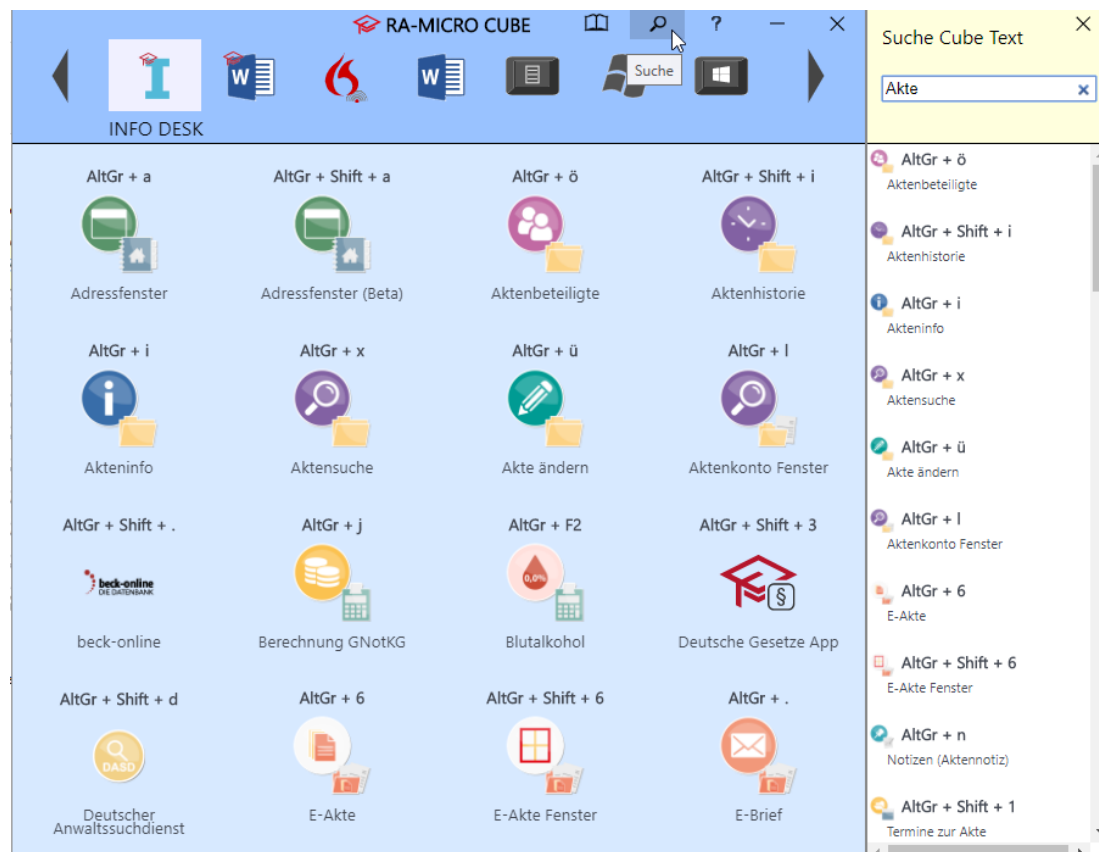 RA-MICRO CUBE
?
Suche
INFO DESK
AltGr + a
AltGr + Shift + a
AltGr + ö
AltGr + Shift + i
Adressfenster
Adressfenster (Beta)
Aktenbeteiligte
Aktenhistorie
AltGr + i
AltGr + x
AltGr + ü
AltGr + l
Akteninfo
Aktensuche
Akte ändern
Aktenkonto Fenster
AltGr + Shift + .
AltGr + j
AltGr + F2
AltGr + Shift + 3
beck-online
DIE DATENBANK
0,0%
§
beck-online
Berechnung GNotKG
Blutalkohol
Deutsche Gesetze App
AltGr + Shift + d
AltGr + 6
AltGr + Shift + 6
AltGr + .
DASD
Deutscher
Anwaltssuchdienst
E-Akte
E-Akte Fenster
E-Brief
Suche Cube Text
Akte
AltGr + ö
Aktenbeteiligte
AltGr + Shift + i
Aktenhistorie
AltGr + i
Akteninfo
AltGr + x
Aktensuche
AltGr + ü
Akte ändern
AltGr + l
Aktenkonto Fenster
AltGr + 6
E-Akte
AltGr + Shift + 6
E-Akte Fenster
AltGr + n
Notizen (Aktennotiz)
AltGr + Shift + 1
Termine zur Akte